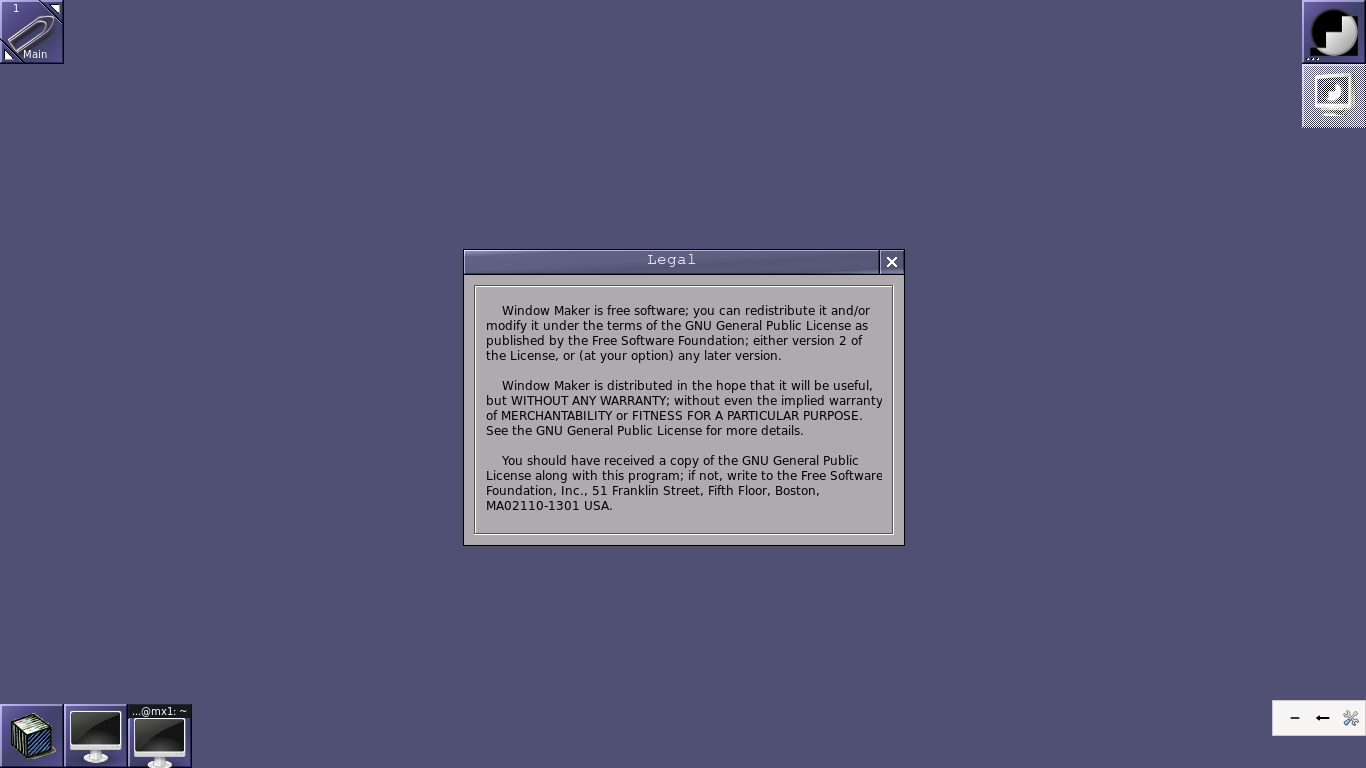 1
Main
Legal
Window Maker is free software; you can redistribute it and/or
modify it under the terms of the GNU General Public License as
published by the Free Software Foundation; either version 2 of
the License, or (at your option) any later version.
Window Maker is distributed in the hope that it will be useful,
but WITHOUT ANY WARRANTY; without even the implied warranty
of MERCHANTABILITY or FITNESS FOR A PARTICULAR PURPOSE.
See the GNU General Public License for more details.
You should have received a copy of the GNU General Public
License along with this program; if not, write to the Free Software
Foundation, Inc., 51 Franklin Street, Fifth Floor, Boston,
MA02110-1301 USA.
...@mx1: ~